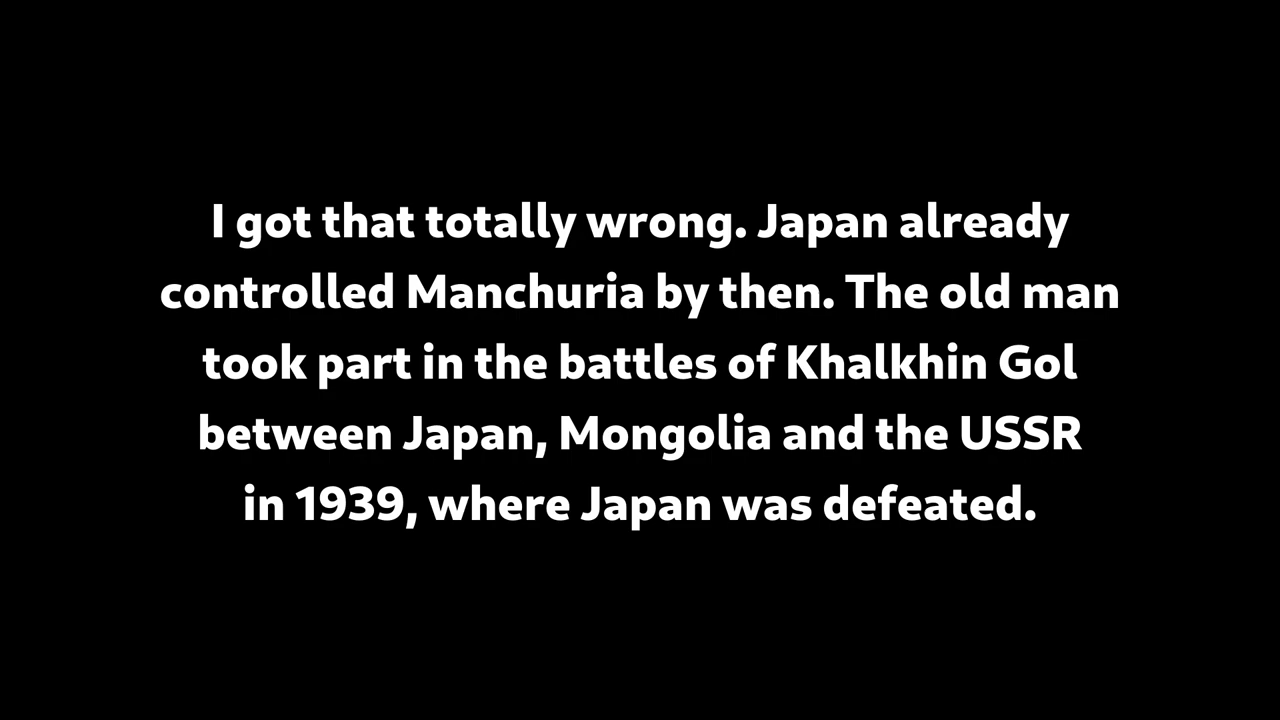 I got that totally wrong. Japan already
controlled Manchuria by then. The old man
took part in the battles of Khalkhin Gol
between Japan, Mongolia and the USSR
in 1939, where Japan was defeated.